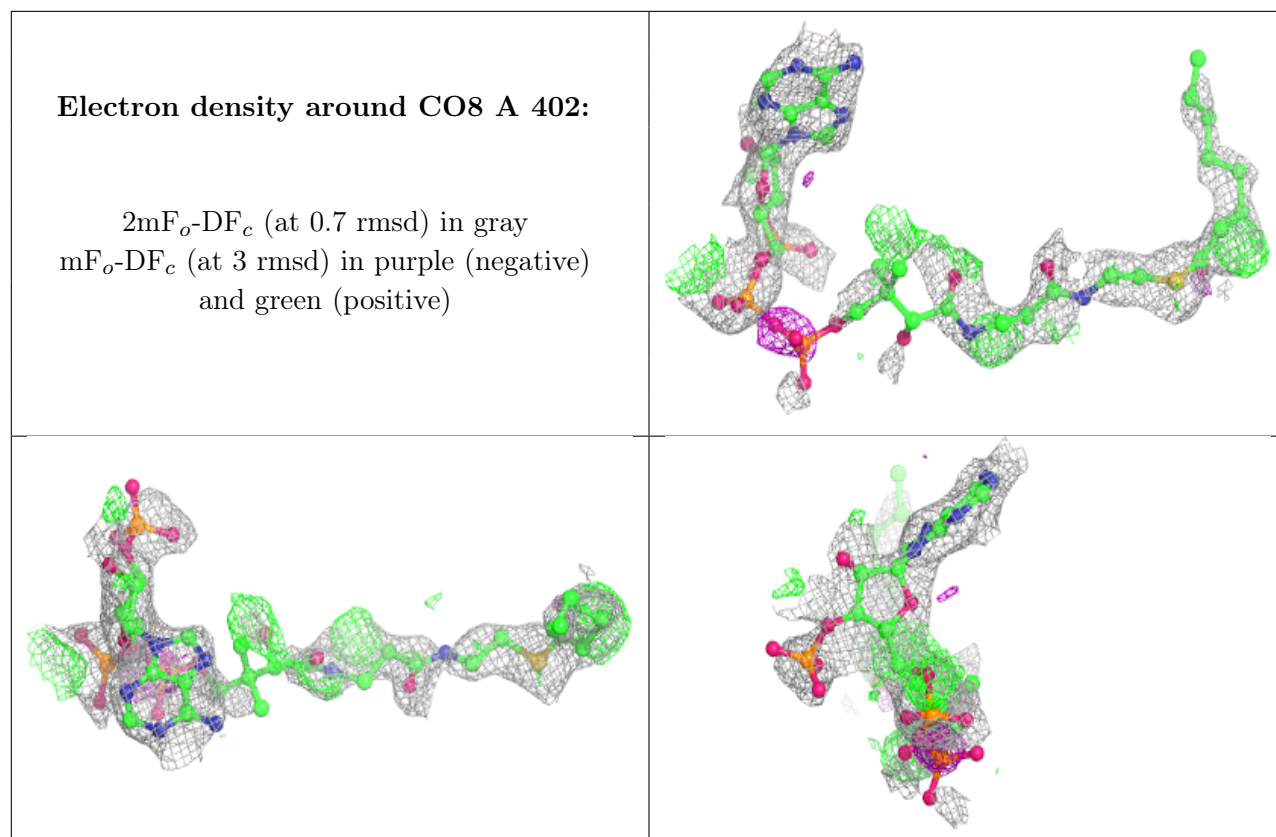 Electron density around CO8 A 402:
2mFo-DFc (at 0.7 rmsd) in gray
mFo-DFc (at 3 rmsd) in purple (negative)
and green (positive)